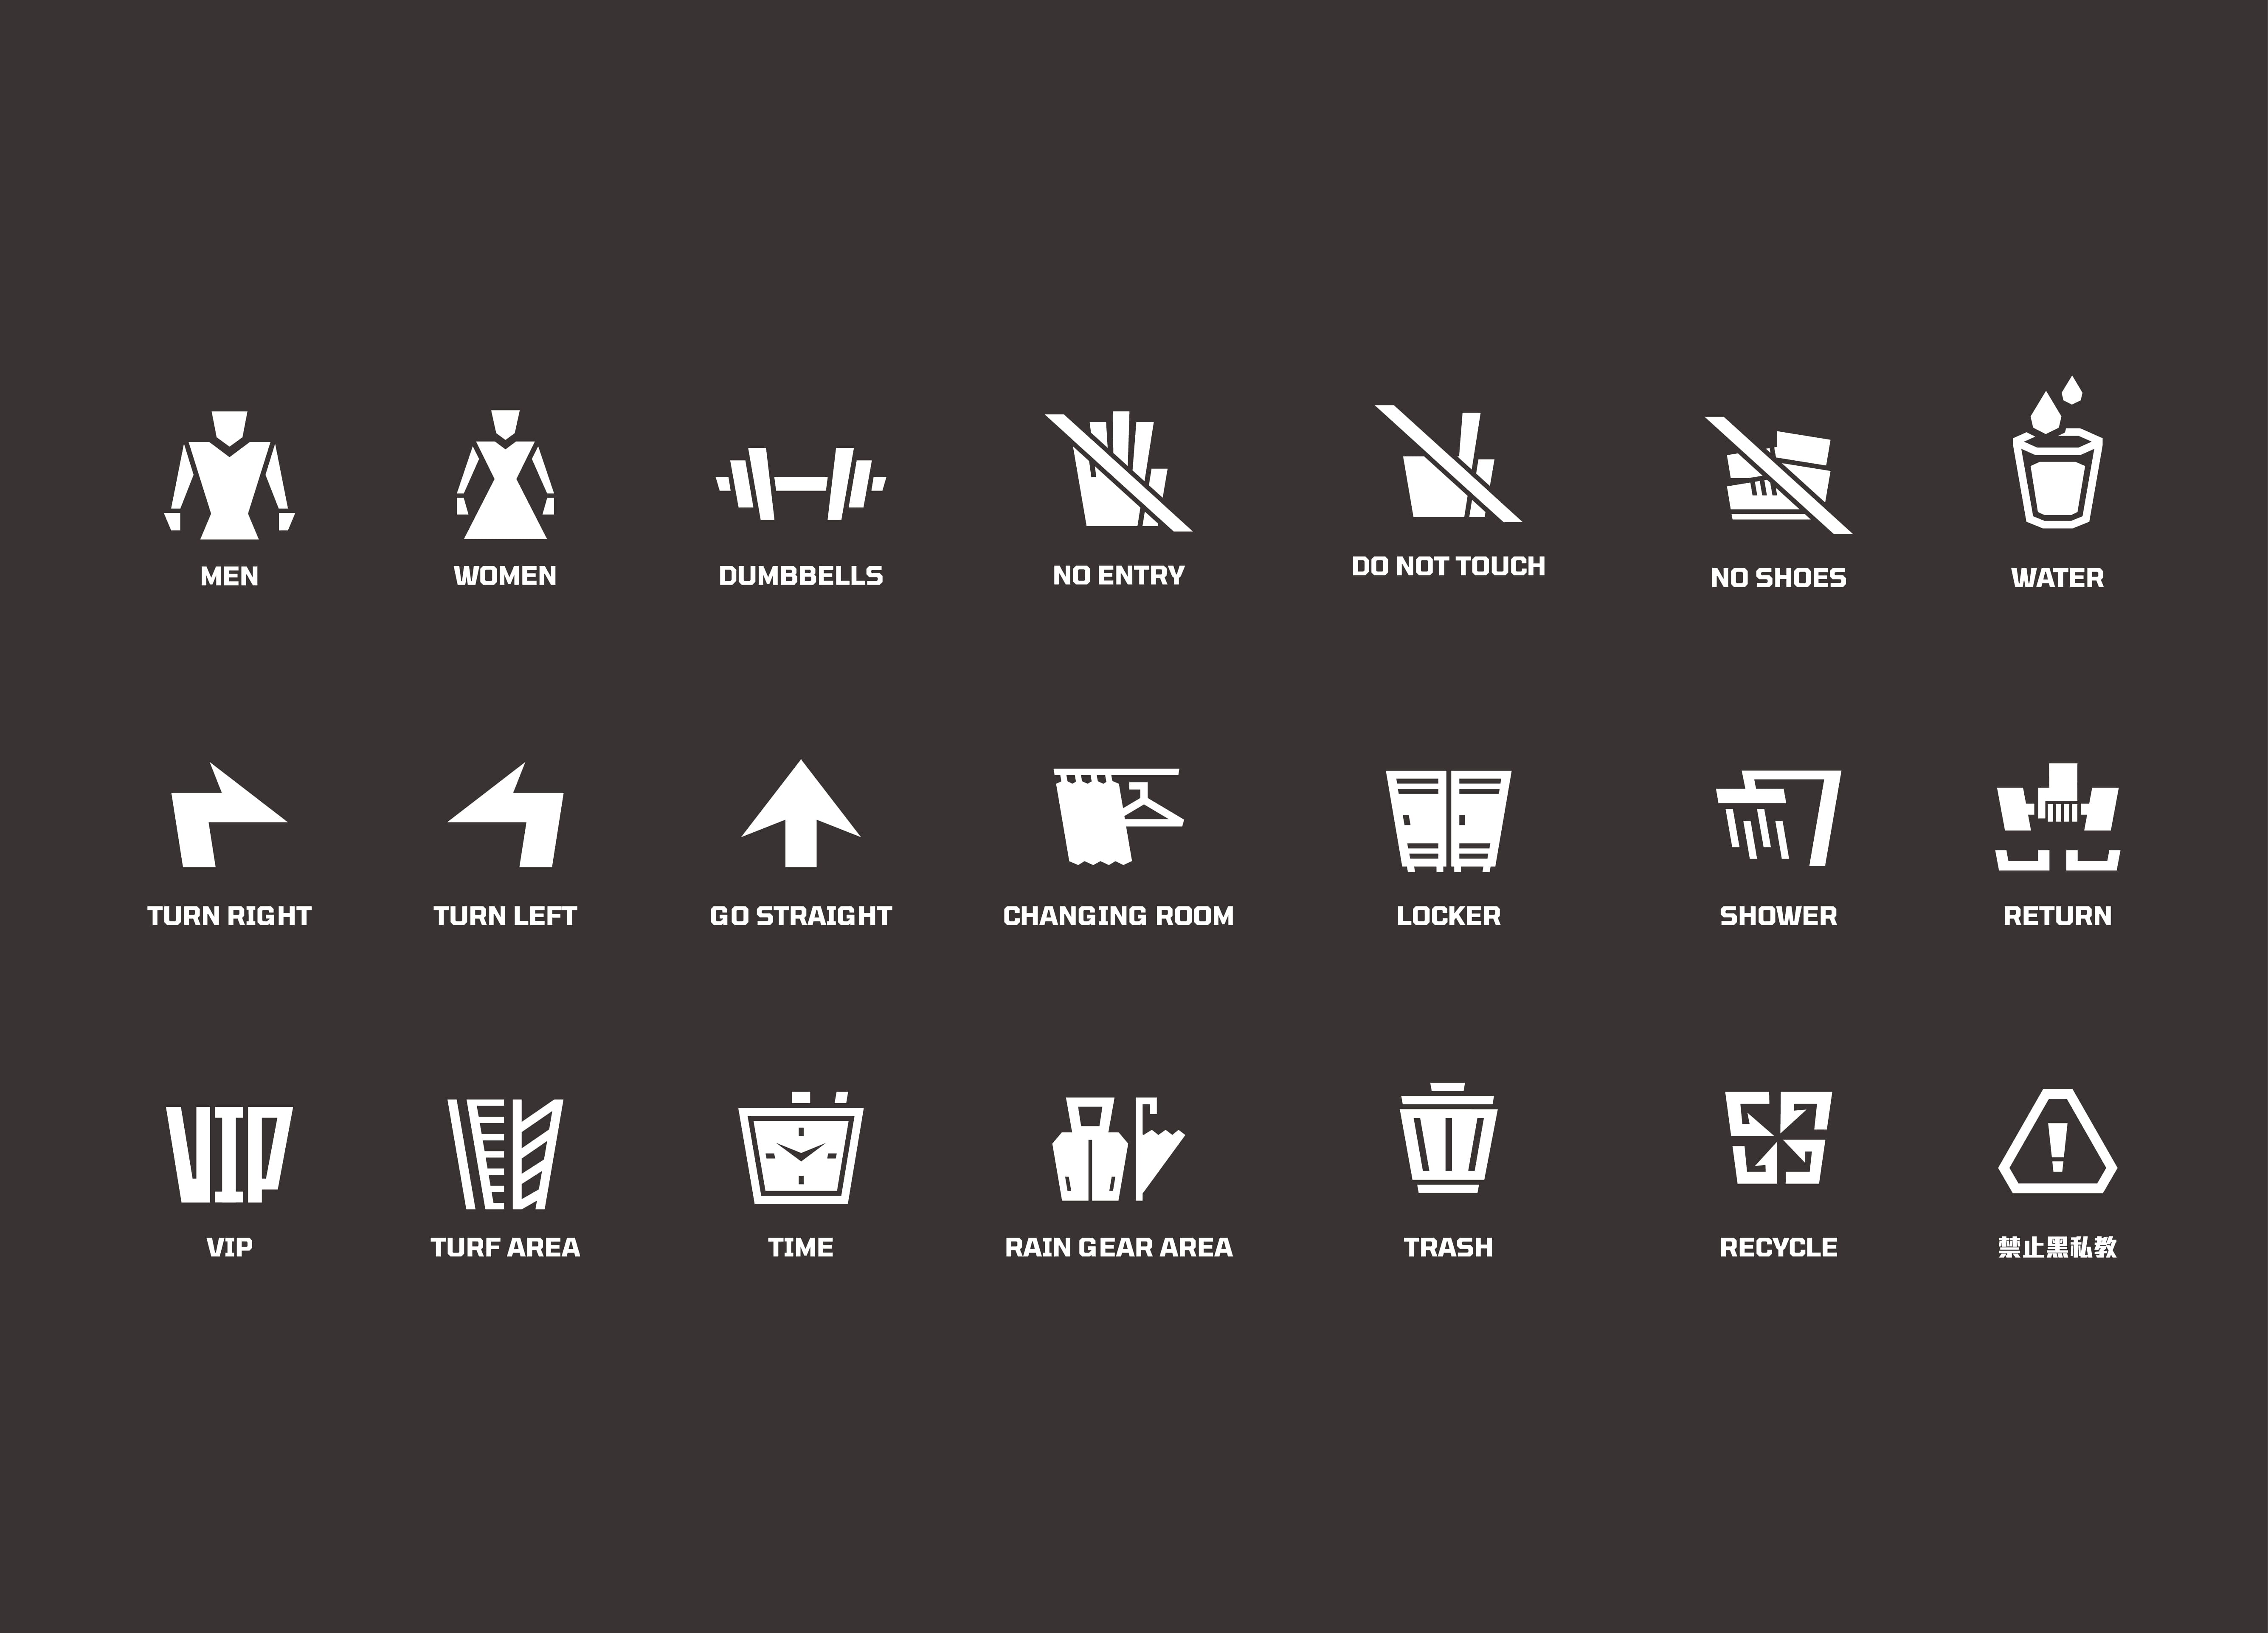 MEN
WOMEN
DUMBBELLS
NO ENTRY
DO NOT TOUCH
NO SHOES
WATER
TURN RIGHT
TURN LEFT
GO STRAIGHT
CHANGING ROOM
LOCKER
SHOWER
RETURN
VIP
!
VIP
TURF AREA
TIME
RAIN GEAR AREA
TRASH
RECYCLE
禁止黑私教